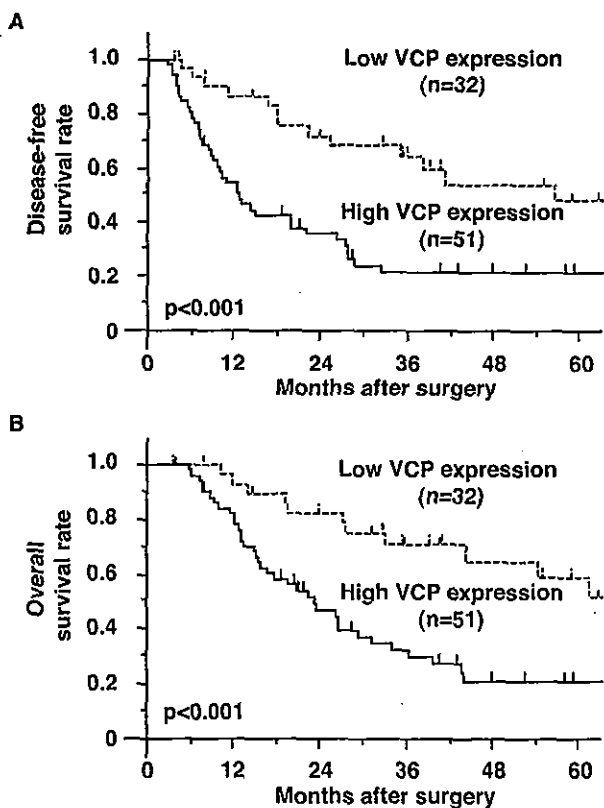 A
Disease-free
survival rate
1.0
0.8
0.6
0.4
0.2
0
Low VCP expression
(n=32)
High VCP expression
(n=51)
p<0.001
0 12 24 36 48 60
Months after surgery
B
Overall
survival rate
1.0
0.8
0.6
0.4
0.2
0
Low VCP expression
(n=32)
High VCP expression
(n=51)
p<0.001
0 12 24 36 48 60
Months after surgery